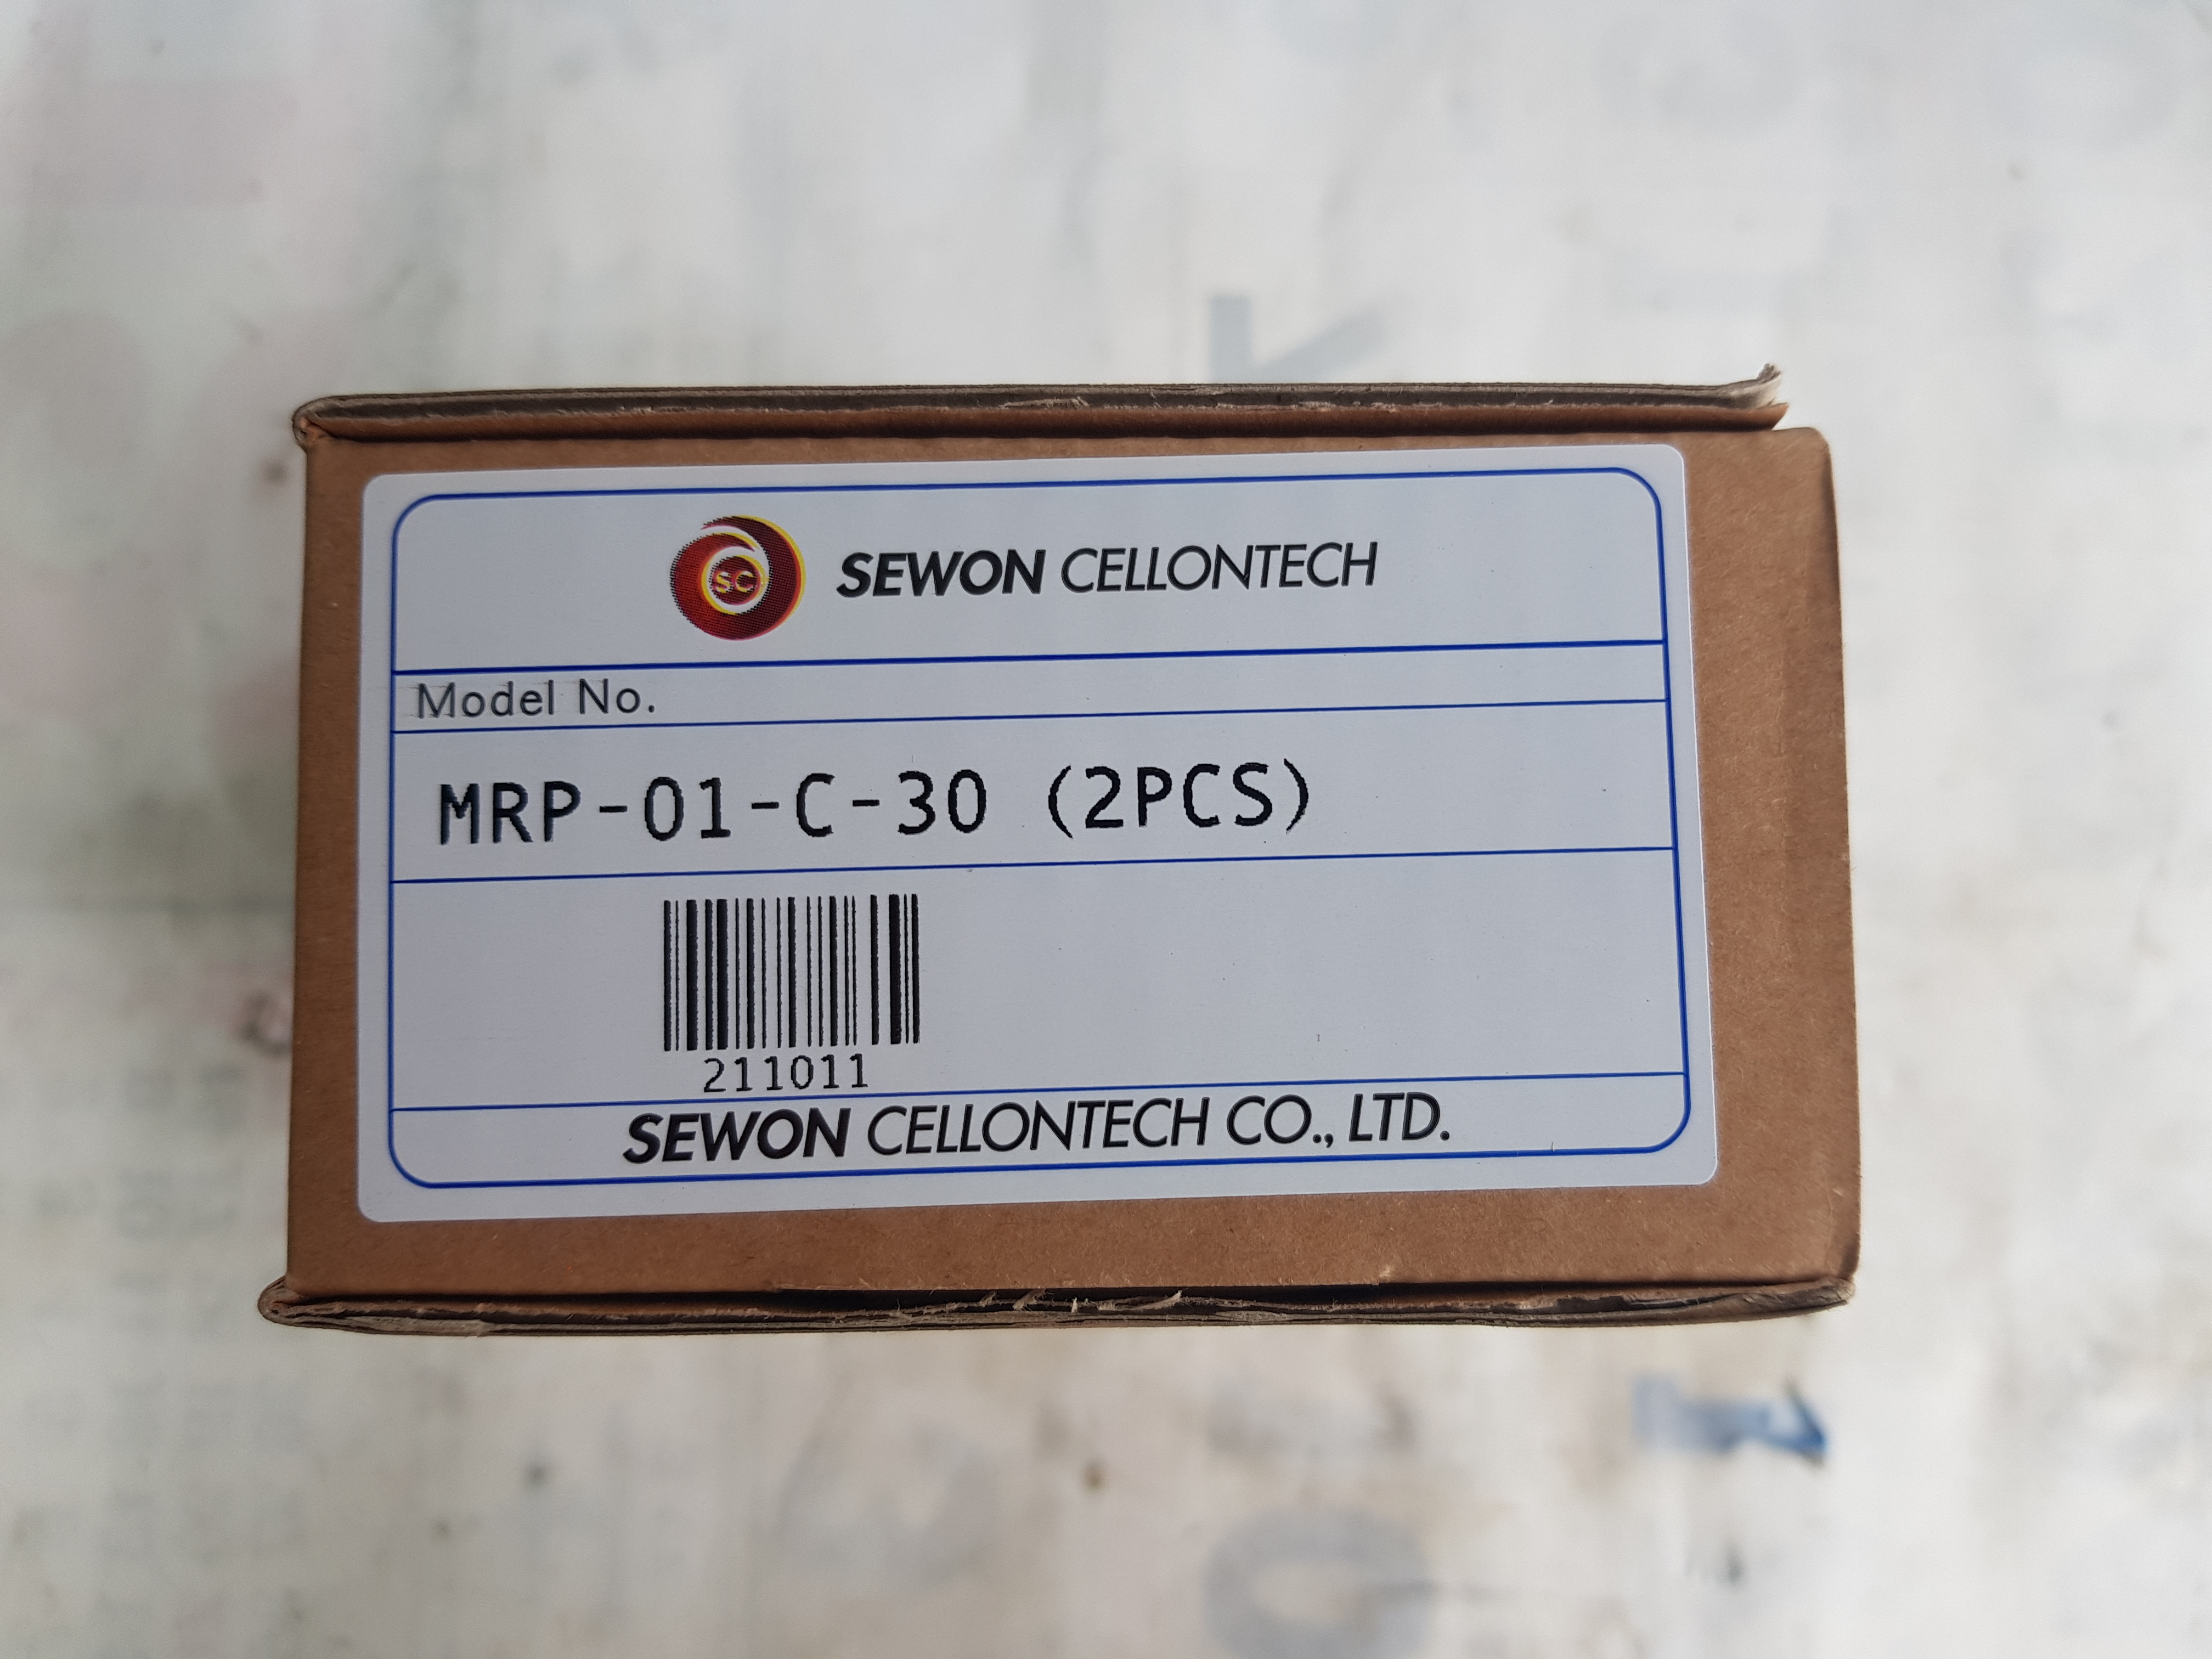 SC
SEWON CELLONTECH
Model No.
MRP-01-C-30 (2PCS)
211011
SEWON CELLONTECH CO., LTD.